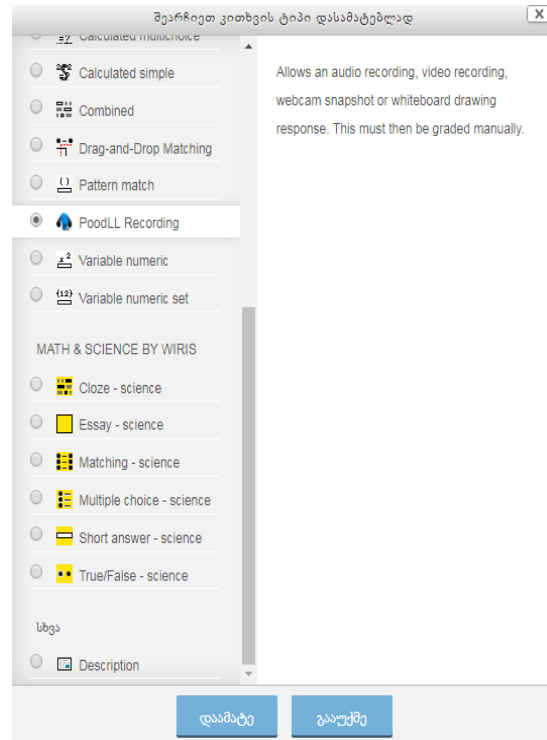 შეარჩიეთ კითხვის ტიპი დასამატებლად
Calculated multichoice
Calculated simple
Combined
Drag-and-Drop Matching
Pattern match
PoodLL Recording
Variable numeric
Variable numeric set
MATH & SCIENCE BY WIRIS
Cloze - science
Essay - science
Matching - science
Multiple choice - science
Short answer - science
True/False - science
სხვა
Description
Allows an audio recording, video recording,
webcam snapshot or whiteboard drawing
response. This must then be graded manually.
დაამატე
გააუქმე